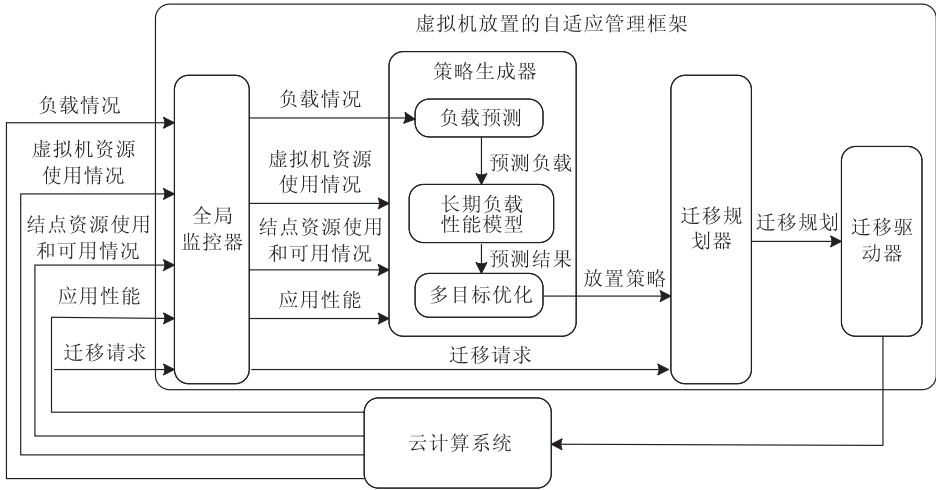 虚拟机放置的自适应管理框架
策略生成器
负载情况
负载情况
负载预测
虚拟机资源
使用情况
虚拟机资源
使用情况
预测负载
全局
监控器
长期负载
性能模型
迁移规
划器
迁移规划
迁移驱
动器
结点资源使用
和可用情况
结点资源使用
和可用情况
预测结果
放置策略
应用性能
应用性能
多目标优化
迁移请求
迁移请求
云计算系统